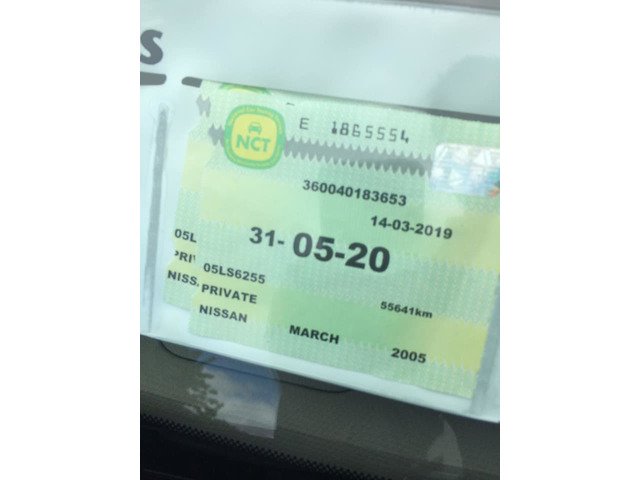 s
E 1865554
NCT
360040183653
14-03-2019
31-05-20
05L
05LS6255
55641km
PRI
PRIVATE
NISS
NISSAN MARCH 2005